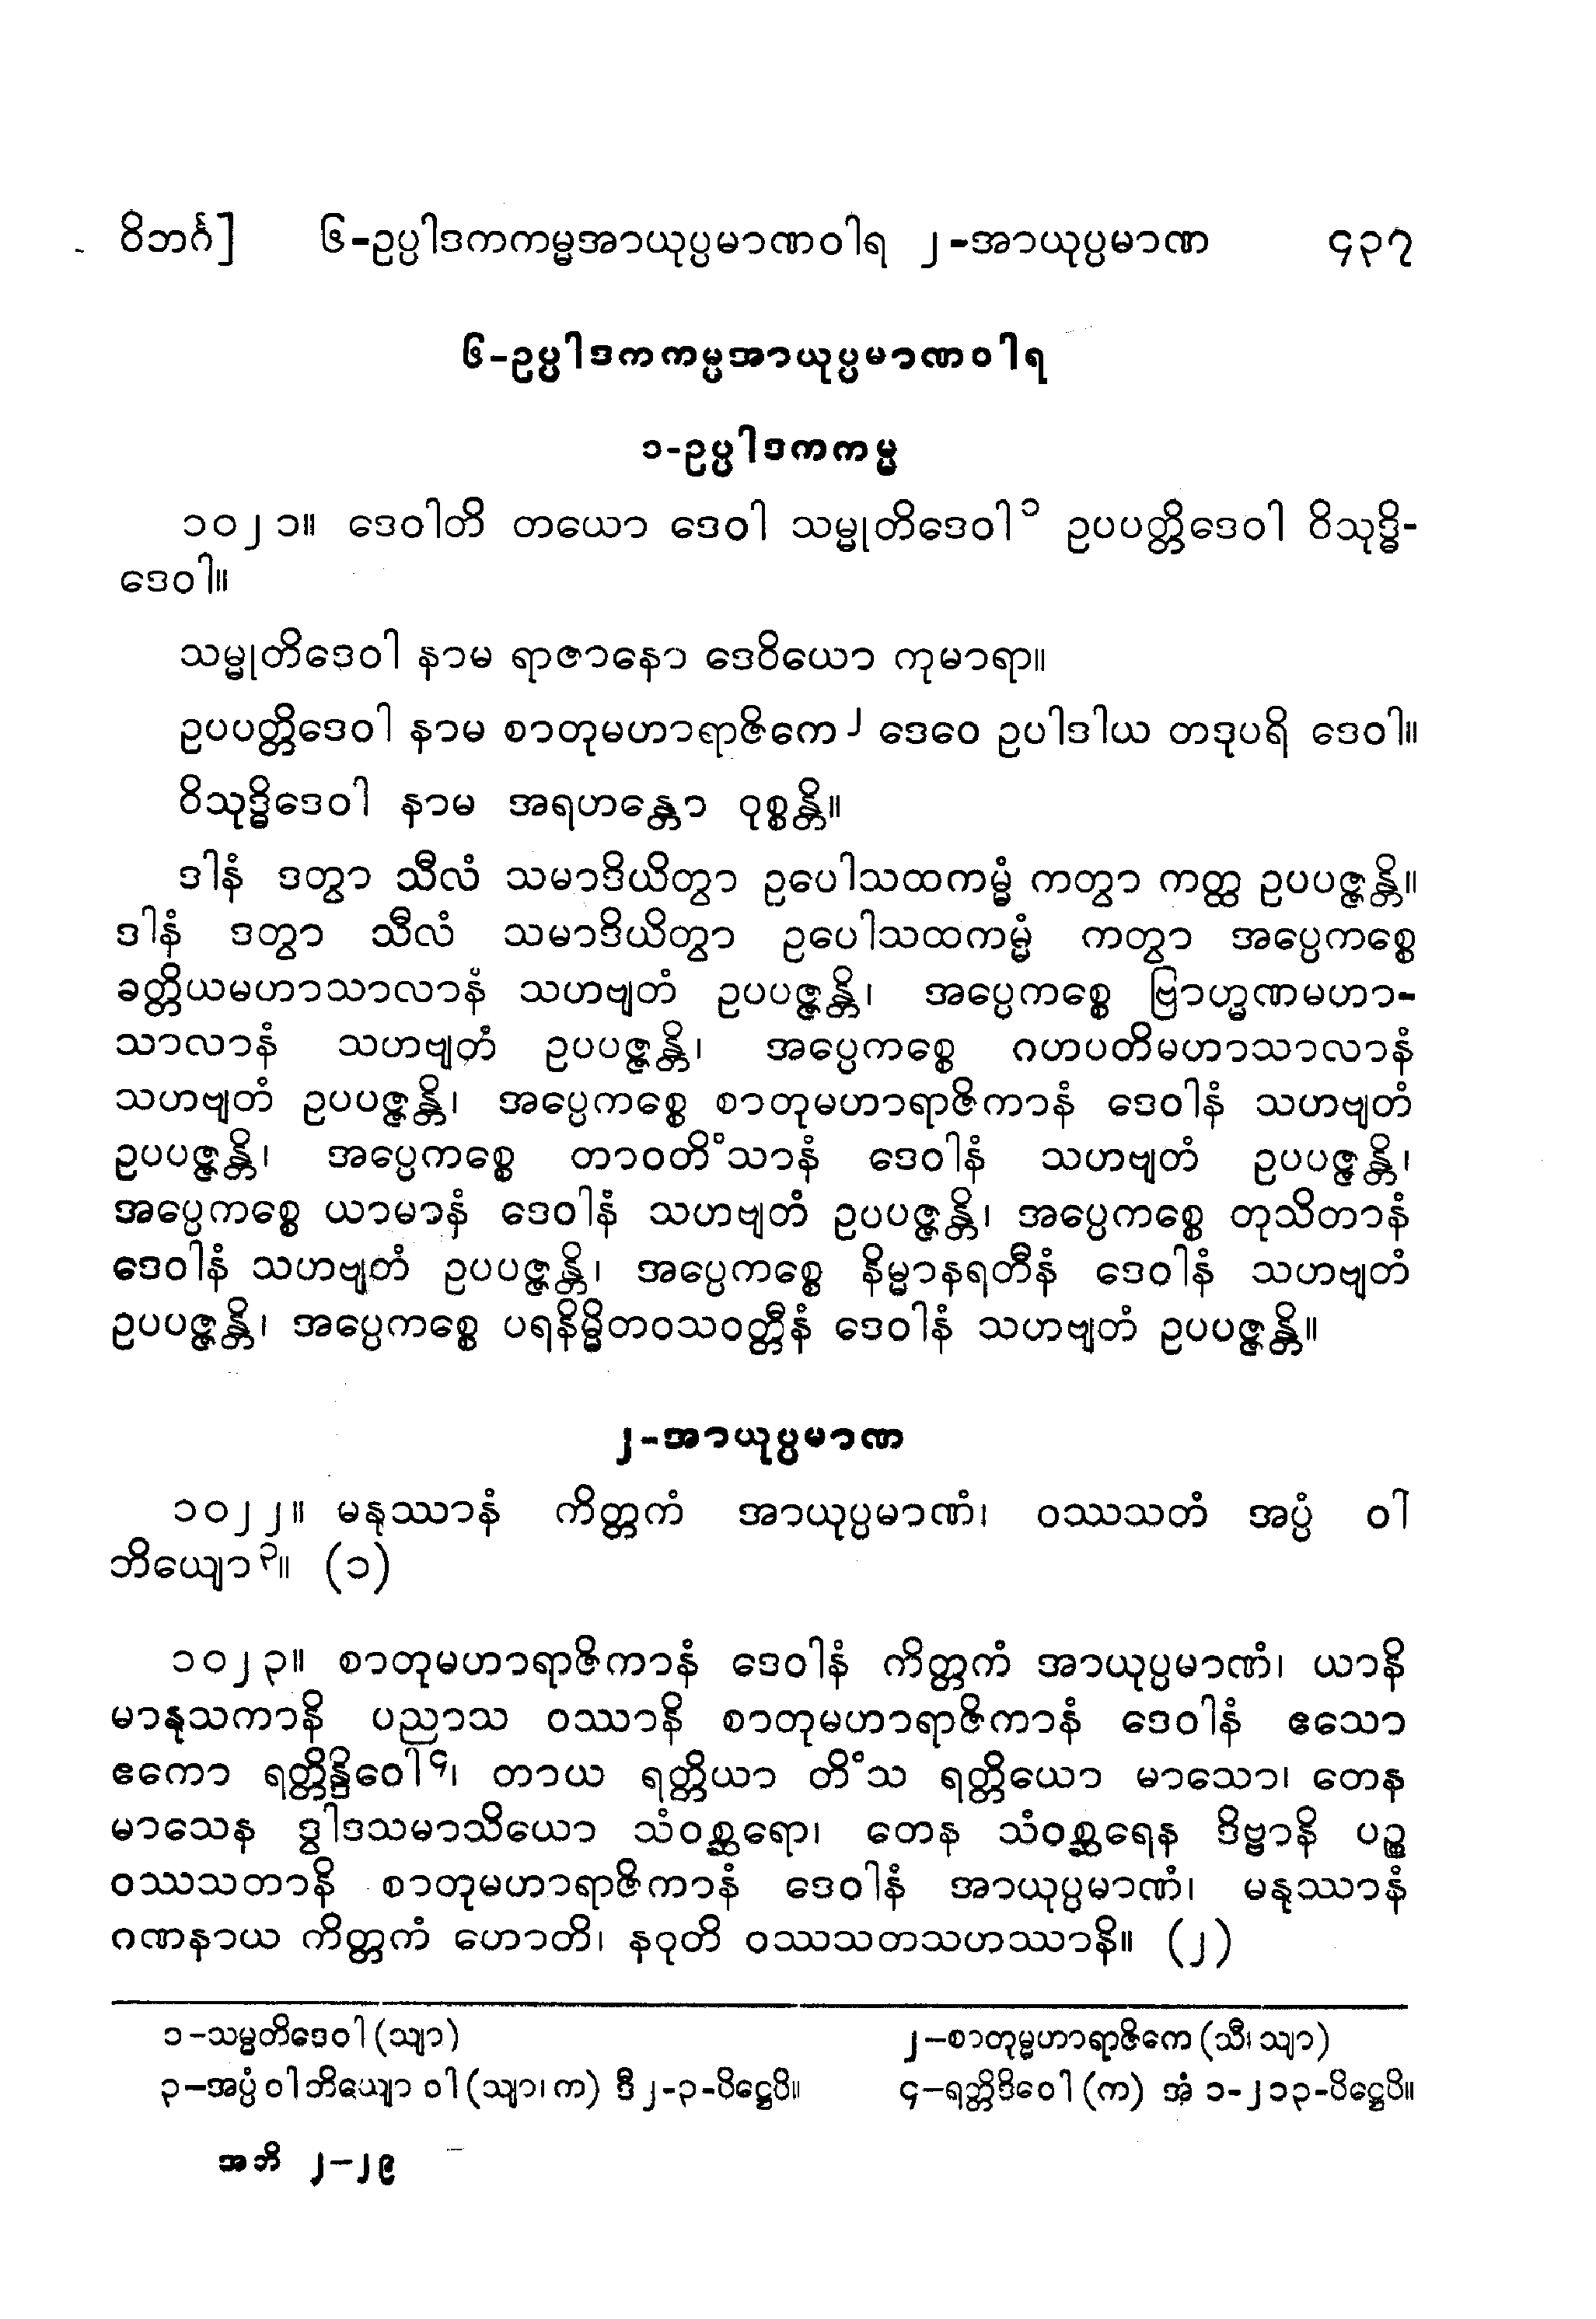 ဝိဘင်္ဂ] ၆-ဥပ္ပါဒကကမ္မအာယုပ္ပမာဏဝါရ ၂-အာယုပ္ပမာဏ ၄၃၇
၆-ဥပ္ပါဒကကမ္မအာယုပ္ပမာဏဝါရ
၁-ဥပ္ပါဒကကမ္မ
၁၀၂၁။ ဒေဝါတိ တယော ဒေဝါ သမ္မုတိဒေဝါ ၁ ဥပပတ္တိဒေဝါ ဝိသုဒ္ဓိ-
ဒေဝါ။
သမ္မုတိဒေဝါ နာမ ရာဇာနော ဒေဝိယော ကုမာရာ။
ဥပပတ္တိဒေဝါ နာမ စာတုမဟာရာဇိကေ ၂ ဒေဝေ ဥပါဒါယ တဒုပရိ ဒေဝါ။
ဝိသုဒ္ဓိဒေဝါ နာမ အရဟန္တော ဝုစ္စန္တိ။
ဒါနံ ဒတွာ သီလံ သမာဒိယိတွာ ဥပေါသထကမ္မံ ကတွာ ကတ္ထ ဥပပဇ္ဇန္တိ။
ဒါနံ ဒတွာ သီလံ သမာဒိယိတွာ ဥပေါသထကမ္မံ ကတွာ အပ္ပေကစ္စေ
ခတ္တိယမဟာသာလာနံ သဟဗျတံ ဥပပဇ္ဇန္တိ၊ အပ္ပေကစ္စေ ဗြာဟ္မဏမဟာ-
သာလာနံ သဟဗျတံ ဥပပဇ္ဇန္တိ၊ အပ္ပေကစ္စေ ဂဟပတိမဟာသာလာနံ
သဟဗျတံ ဥပပဇ္ဇန္တိ၊ အပ္ပေကစ္စေ စာတုမဟာရာဇိကာနံ ဒေဝါနံ သဟဗျတံ
ဥပပဇ္ဇန္တိ၊ အပ္ပေကစ္စေ တာဝတိံသာနံ ဒေဝါနံ သဟဗျတံ ဥပပဇ္ဇန္တိ၊
အပ္ပေကစ္စေ ယာမာနံ ဒေဝါနံ သဟဗျတံ ဥပပဇ္ဇန္တိ၊ အပ္ပေကစ္စေ တုသိတာနံ
ဒေဝါနံ သဟဗျတံ ဥပပဇ္ဇန္တိ၊ အပ္ပေကစ္စေ နိမ္မာနရတီနံ ဒေဝါနံ သဟဗျတံ
ဥပပဇ္ဇန္တိ၊ အပ္ပေကစ္စေ ပရနိမ္မိတဝသဝတ္တီနံ ဒေဝါနံ သဟဗျတံ ဥပပဇ္ဇန္တိ။
၂-အာယုပ္ပမာဏ
၁၀၂၂။ မနုဿာနံ ကိတ္တကံ အာယုပ္ပမာဏံ၊ ဝဿသတံ အပ္ပံ ဝါ
ဘိယျော ၃။ (၁)
၁၀၂၃။ စာတုမဟာရာဇိကာနံ ဒေဝါနံ ကိတ္တကံ အာယုပ္ပမာဏံ၊ ယာနိ
မာနုသကာနိ ပညာသ ဝဿာနိ စာတုမဟာရာဇိကာနံ ဒေဝါနံ ဧသော
ဧကော ရတ္တိန္ဒိဝေါ ၄၊ တာယ ရတ္တိယာ တိံသ ရတ္တိယော မာသော၊ တေန
မာသေန ဒွါဒသမာသိယော သံဝစ္ဆရော၊ တေန သံဝစ္ဆရေန ဒိဗ္ဗာနိ ပဉ္စ
ဝဿသတာနိ စာတုမဟာရာဇိကာနံ ဒေဝါနံ အာယုပ္ပမာဏံ၊ မနုဿာနံ
ဂဏနာယ ကိတ္တကံ ဟောတိ၊ နဝုတိ ဝဿသတသဟဿာနိ။ (၂)
၁-သမ္မတိဒေဝါ (သျာ) ၂-စာတုမ္မဟာရာဇိကေ (သီ၊ သျာ)
၃-အပ္ပံ ဝါ ဘိယျော ဝါ (သျာ၊ က) ဒီ ၂-၃-ပိဋ္ဌေပိ။ ၄-ရတ္တိဒိဝေါ (က) အံ ၁-၂၁၃-ပိဋ္ဌေပိ။
အဘိ ၂-၂၉